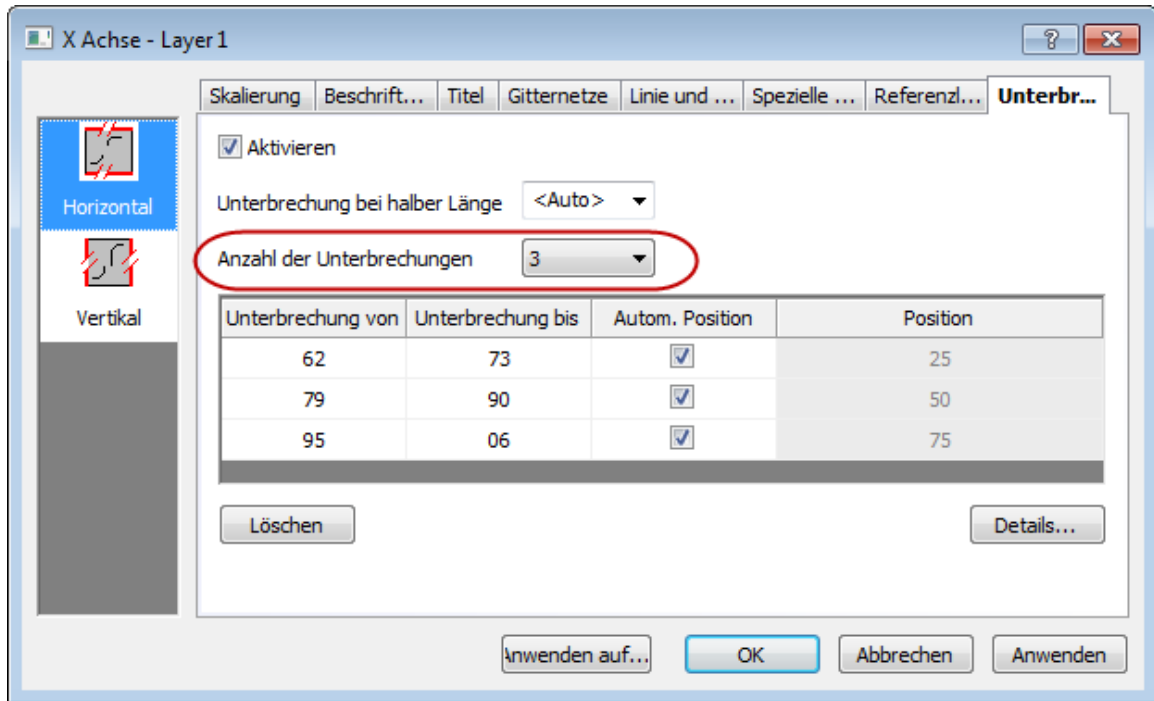 X Achse - Layer 1
Skalierung Beschrift... Titel Gitternetze Linie und ... Spezielle ... Referenzl... Unterbr...
Aktivieren
Horizontal
Unterbrechung bei halber Länge <Auto>
Anzahl der Unterbrechungen 3
Vertikal
Unterbrechung von Unterbrechung bis Autom. Position Position
62 73 25
79 90 50
95 06 75
Löschen Details...
Anwenden auf... OK Abbrechen Anwenden